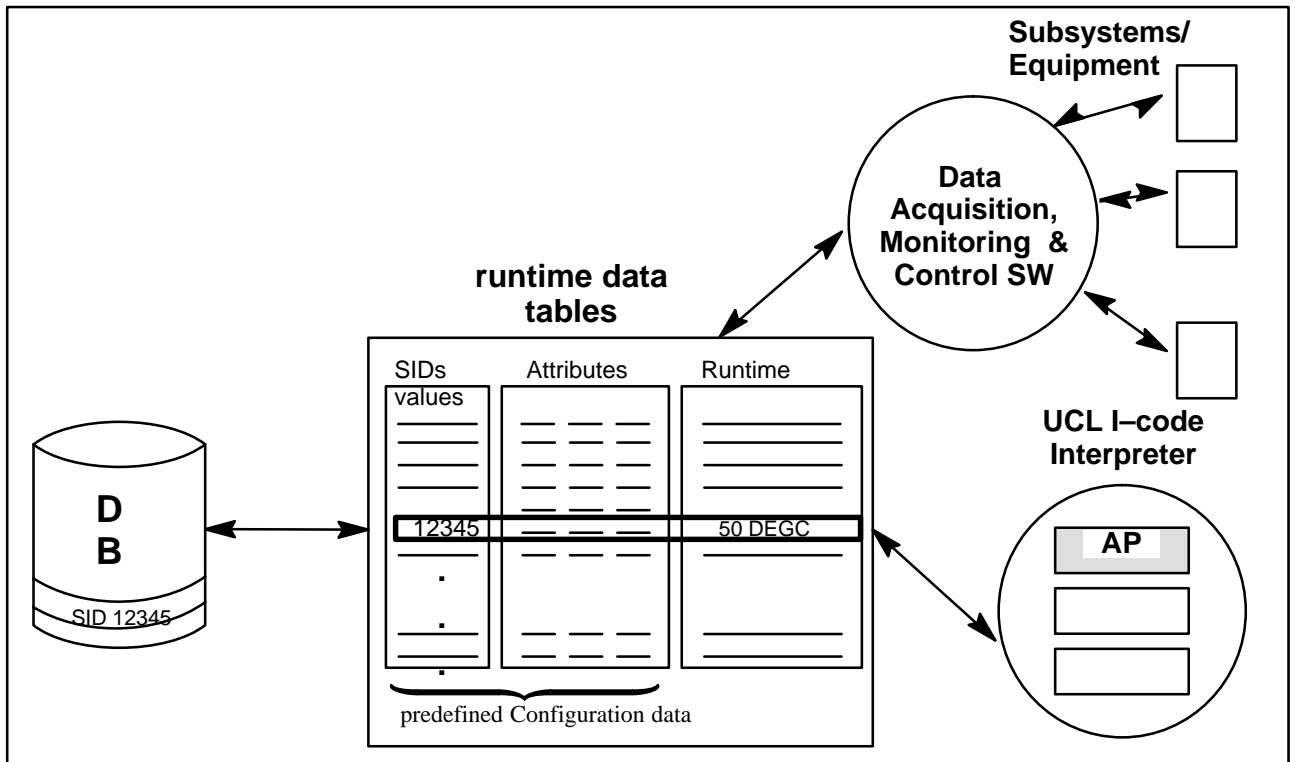 Subsystems/
Equipment
Data
Acquisition,
Monitoring &
Control SW
runtime data
tables
SIDs Attributes Runtime
values
12345 50 DEGC
.
.
.
predefined Configuration data
D
B
SID 12345
UCL I–code
Interpreter
AP